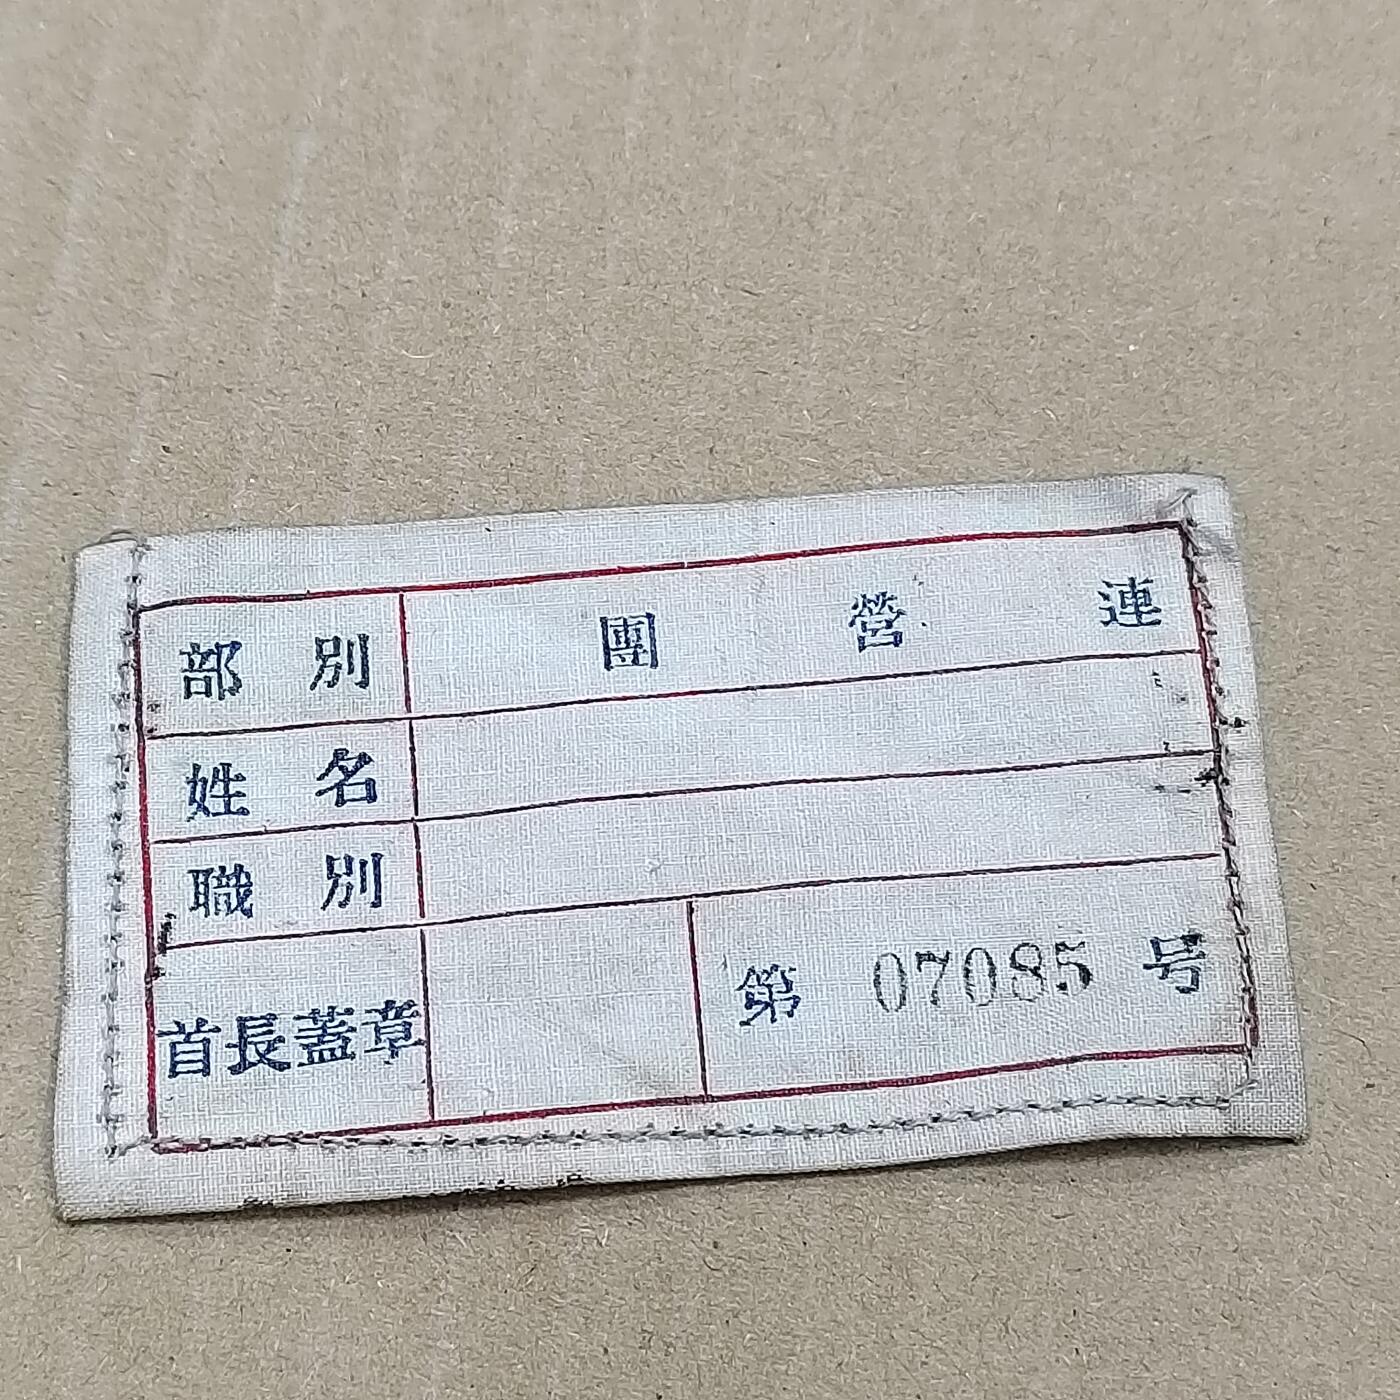 部別 團 營 連
姓名
職別
首長蓋章 第 07085 号